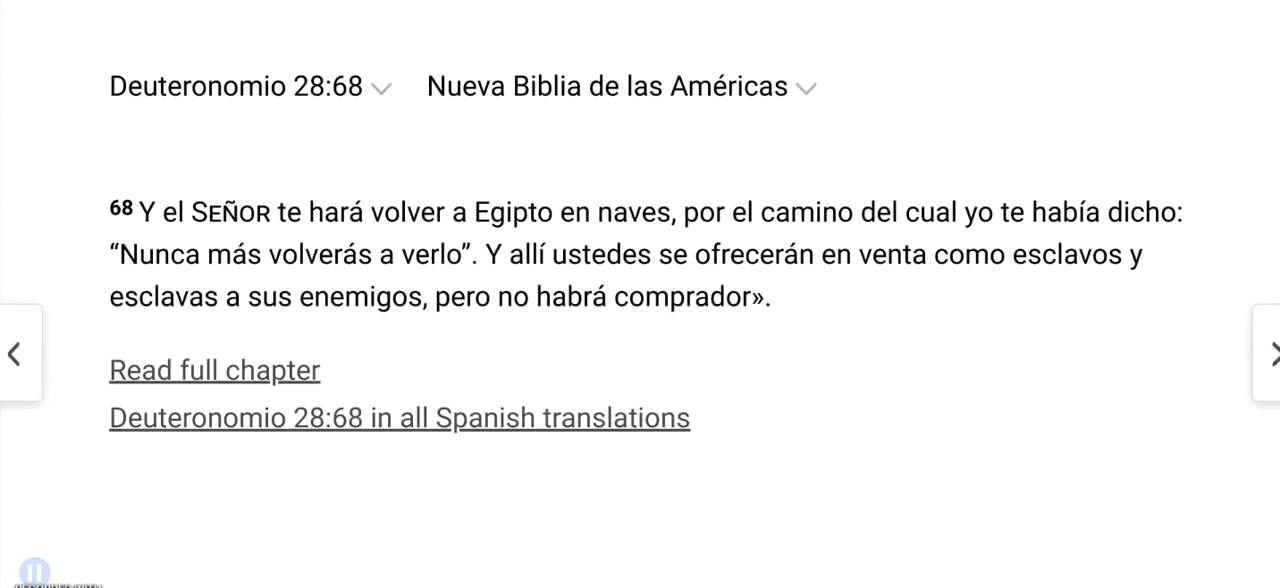 Deuteronomio 28:68 Nueva Biblia de las Américas
68 Y el SEÑOR te hará volver a Egipto en naves, por el camino del cual yo te había dicho:
“Nunca más volverás a verlo”. Y allí ustedes se ofrecerán en venta como esclavos y
esclavas a sus enemigos, pero no habrá comprador».
Read full chapter
Deuteronomio 28:68 in all Spanish translations
RECORDED WITH